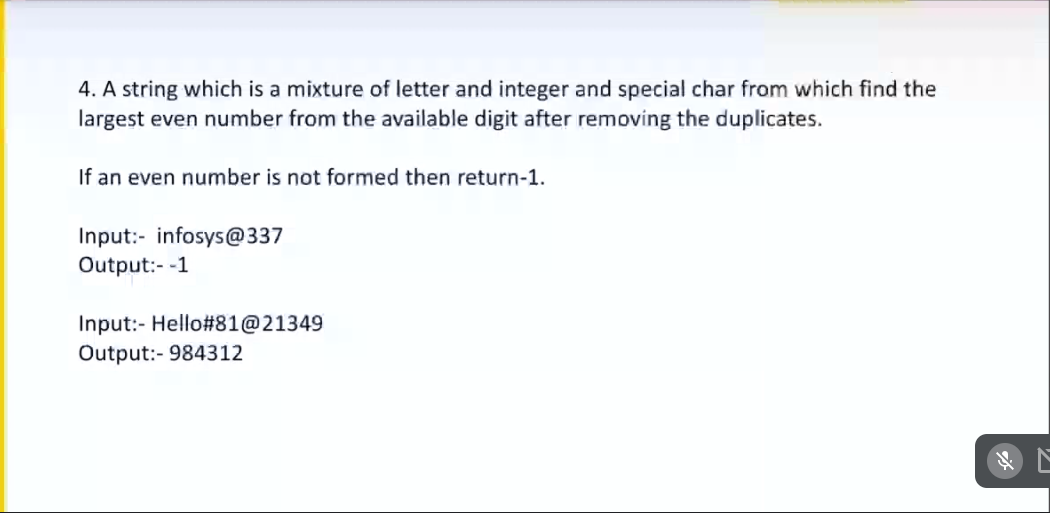 4. A string which is a mixture of letter and integer and special char from which find the
largest even number from the available digit after removing the duplicates.
If an even number is not formed then return-1.
Input:- infosys@337
Output:- -1
Input:- Hello#81@21349
Output:- 984312